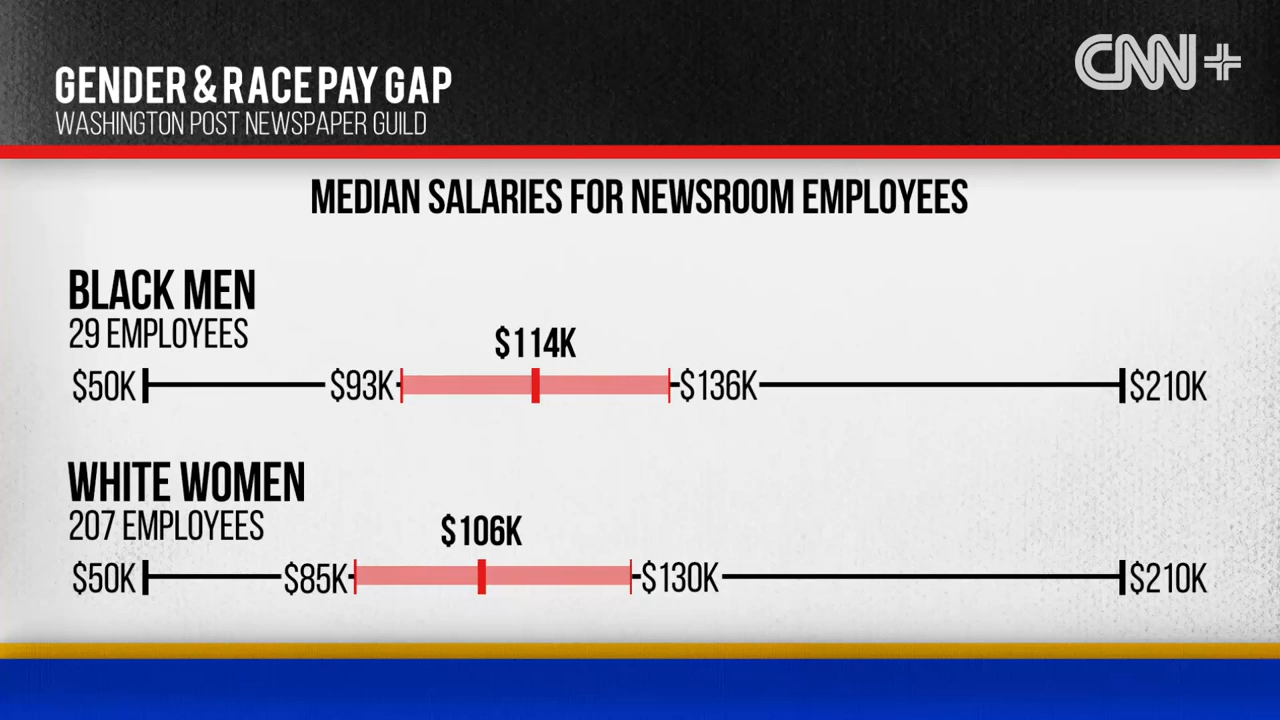 GENDER & RACE PAY GAP
WASHINGTON POST NEWSPAPER GUILD
CNN+
MEDIAN SALARIES FOR NEWSROOM EMPLOYEES
BLACK MEN
29 EMPLOYEES
$114K
$50K $93K $136K $210K
WHITE WOMEN
207 EMPLOYEES
$106K
$50K $85K $130K $210K